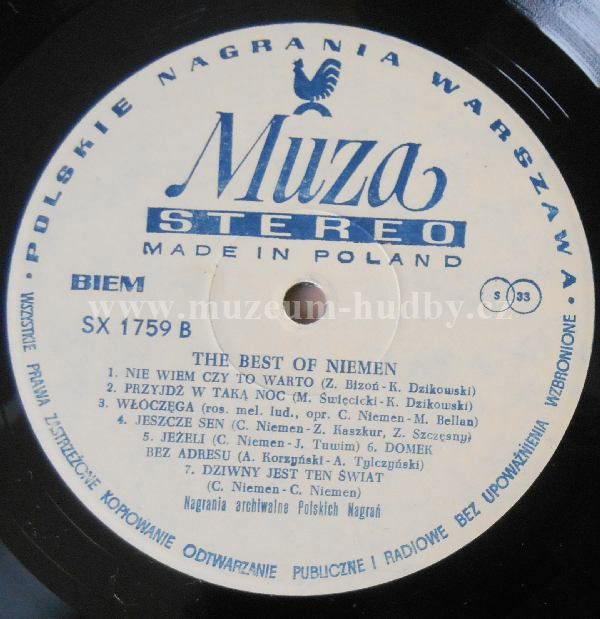 POLSKIE NAGRANIA WARSZAWA
Muza
STEREO
MADE IN POLAND
BIEM
S 33
SX 1759 B
www.muzeum-hudby.cz
THE BEST OF NIEMEN
1. NIE WIEM CZY TO WARTO (Z. Bizoń-K. Dzikowski)
2. PRZYJDŹ W TAKĄ NOC (M. Święcicki-K. Dzikowski)
3. WŁÓCZĘGA (ros. mel. lud., opr. C. Niemen-M. Bellan)
4. JESZCZE SEN (C. Niemen-Z. Kaszkur, Z. Szczęsny)
5. JEŻELI (C. Niemen-J. Tuwim) 6. DOMEK
BEZ ADRESU (A. Korzyński-A. Tylczyński)
7. DZIWNY JEST TEN ŚWIAT
(C. Niemen-C. Niemen)
Nagrania archiwalne Polskich Nagrań
WSZYSTKIE PRAWA ZASTRZEŻONE KOPIOWANIE ODTWARZANIE PUBLICZNE I RADIOWE BEZ UPOWAŻNIENIA WZBRONIONE